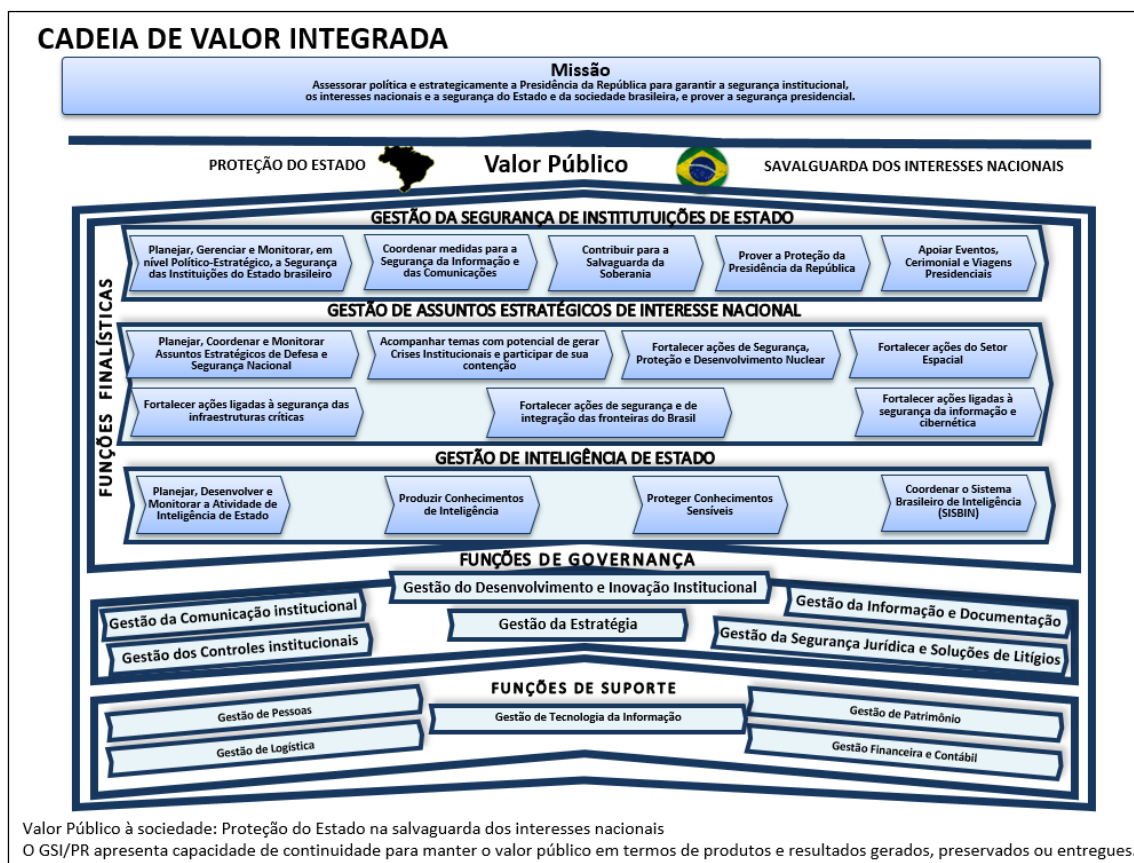 CADEIA DE VALOR INTEGRADA
Missão
Assessorar política e estrategicamente a Presidência da República para garantir a segurança institucional,
os interesses nacionais e a segurança do Estado e da sociedade brasileira, e prover a segurança presidencial.
PROTEÇÃO DO ESTADO
Valor Público
SAVALGUARDA DOS INTERESSES NACIONAIS
FUNÇÕES FINALÍSTICAS
GESTÃO DA SEGURANÇA DE INSTITUTUIÇÕES DE ESTADO
Planejar, Gerenciar e Monitorar, em
nível Político-Estratégico, a Segurança
das Instituições do Estado brasileiro
Coordenar medidas para a
Segurança da Informação e
das Comunicações
Contribuir para a
Salvaguarda da
Soberania
Prover a Proteção da
Presidência da República
Apoiar Eventos,
Cerimonial e Viagens
Presidenciais
GESTÃO DE ASSUNTOS ESTRATÉGICOS DE INTERESSE NACIONAL
Planejar, Coordenar e Monitorar
Assuntos Estratégicos de Defesa e
Segurança Nacional
Acompanhar temas com potencial de gerar
Crises Institucionais e participar de sua
contenção
Fortalecer ações de Segurança,
Proteção e Desenvolvimento Nuclear
Fortalecer ações do Setor
Espacial
Fortalecer ações ligadas à segurança das
infraestruturas críticas
Fortalecer ações de segurança e de
integração das fronteiras do Brasil
Fortalecer ações ligadas à
segurança da informação e
cibernética
GESTÃO DE INTELIGÊNCIA DE ESTADO
Planejar, Desenvolver e
Monitorar a Atividade de
Inteligência de Estado
Produzir Conhecimentos
de Inteligência
Proteger Conhecimentos
Sensíveis
Coordenar o Sistema
Brasileiro de Inteligência
(SISBIN)
FUNÇÕES DE GOVERNANÇA
Gestão da Comunicação institucional
Gestão dos Controles institucionais
Gestão do Desenvolvimento e Inovação Institucional
Gestão da Estratégia
Gestão da Informação e Documentação
Gestão da Segurança Jurídica e Soluções de Litígios
FUNÇÕES DE SUPORTE
Gestão de Pessoas
Gestão de Logística
Gestão de Tecnologia da Informação
Gestão de Patrimônio
Gestão Financeira e Contábil
Valor Público à sociedade: Proteção do Estado na salvaguarda dos interesses nacionais
O GSI/PR apresenta capacidade de continuidade para manter o valor público em termos de produtos e resultados gerados, preservados ou entregues.